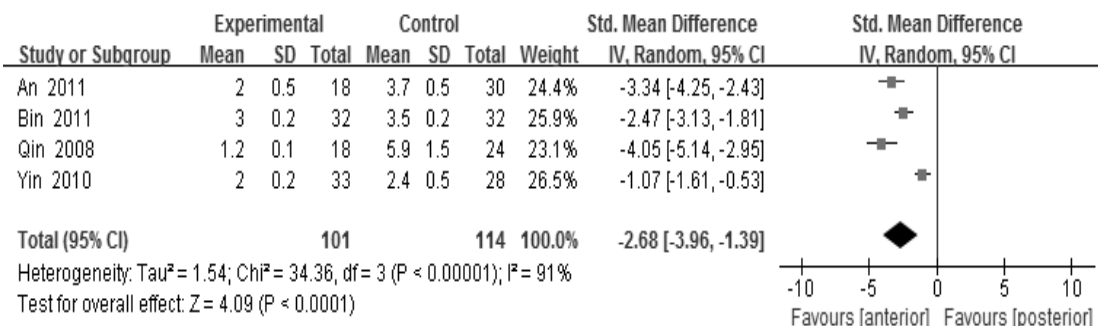 Experimental Control Std. Mean Difference Std. Mean Difference
Study or Subgroup Mean SD Total Mean SD Total Weight IV, Random, 95% CI IV, Random, 95% CI
An 2011 2 0.5 18 3.7 0.5 30 24.4% -3.34 [-4.25, -2.43]
Bin 2011 3 0.2 32 3.5 0.2 32 25.9% -2.47 [-3.13, -1.81]
Qin 2008 1.2 0.1 18 5.9 1.5 24 23.1% -4.05 [-5.14, -2.95]
Yin 2010 2 0.2 33 2.4 0.5 28 26.5% -1.07 [-1.61, -0.53]
Total (95% CI) 101 114 100.0% -2.68 [-3.96, -1.39]
Heterogeneity: Tau² = 1.54; Chi² = 34.36, df = 3 (P < 0.00001); I² = 91%
Test for overall effect: Z = 4.09 (P < 0.0001)
-10 -5 0 5 10
Favours [anterior] Favours [posterior]